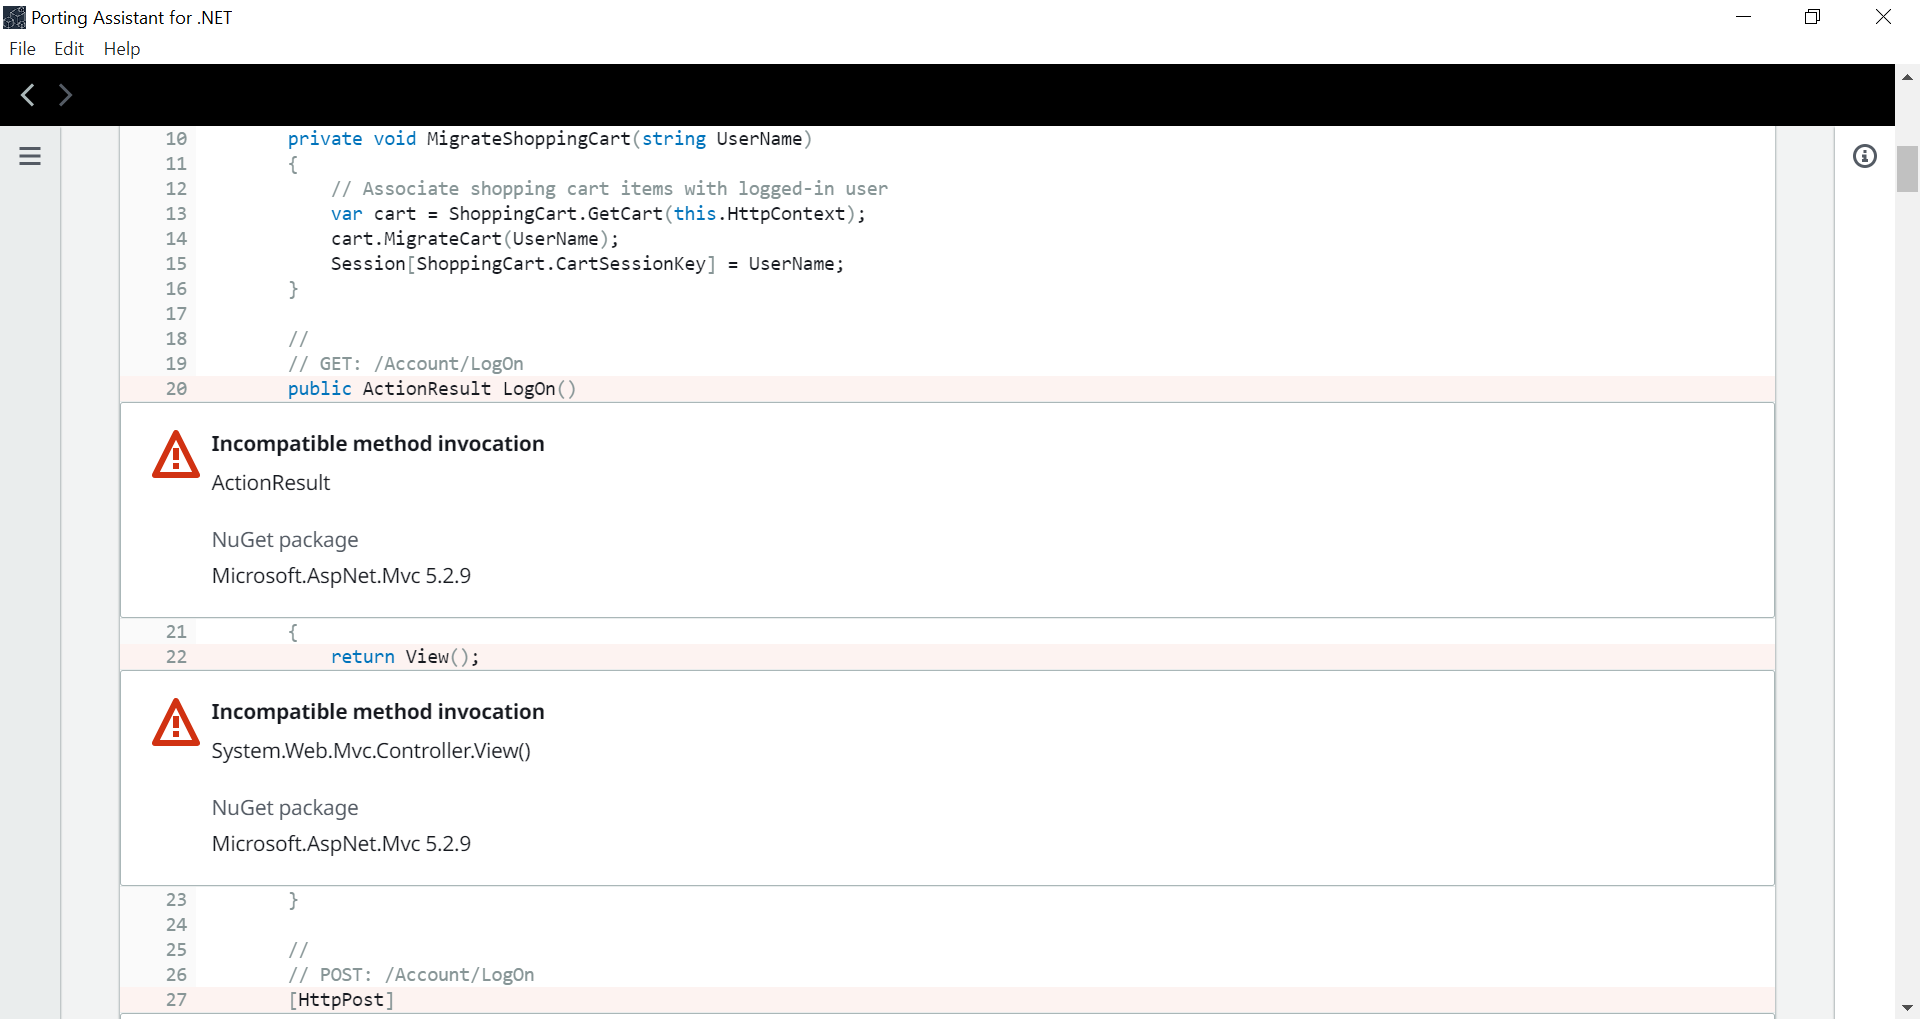 Porting Assistant for .NET
File Edit Help
10 private void MigrateShoppingCart(string UserName)
11 {
12 // Associate shopping cart items with logged-in user
13 var cart = ShoppingCart.GetCart(this.HttpContext);
14 cart.MigrateCart(UserName);
15 Session[ShoppingCart.CartSessionKey] = UserName;
16 }
17
18 //
19 // GET: /Account/LogOn
20 public ActionResult LogOn()
Incompatible method invocation
ActionResult
NuGet package
Microsoft.AspNet.Mvc 5.2.9
21 {
22 return View();
Incompatible method invocation
System.Web.Mvc.Controller.View()
NuGet package
Microsoft.AspNet.Mvc 5.2.9
23 }
24
25 //
26 // POST: /Account/LogOn
27 [HttpPost]